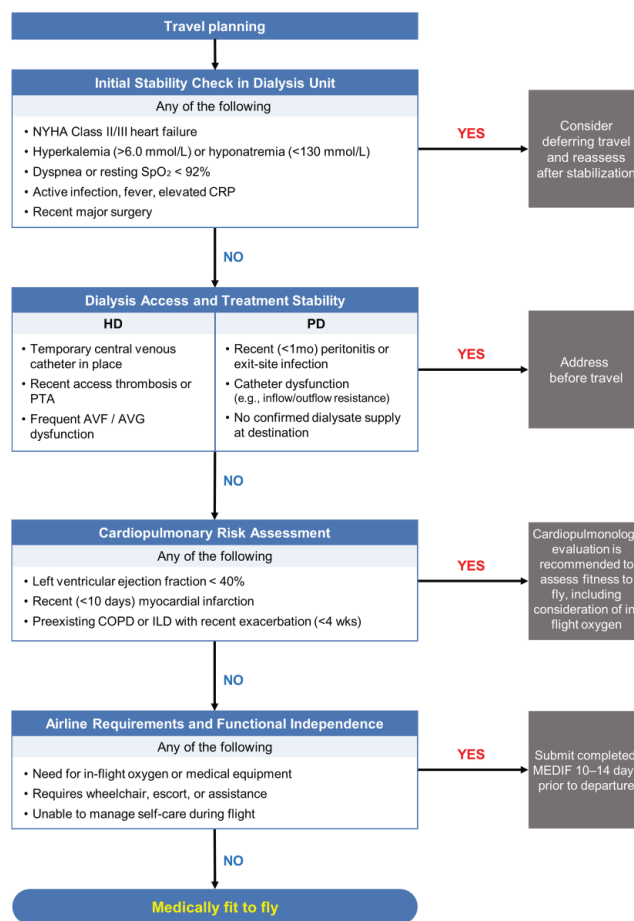 Travel planning
Initial Stability Check in Dialysis Unit
Any of the following
• NYHA Class II/III heart failure
• Hyperkalemia (>6.0 mmol/L) or hyponatremia (<130 mmol/L)
• Dyspnea or resting SpO₂ < 92%
• Active infection, fever, elevated CRP
• Recent major surgery
YES
Consider
deferring travel
and reassess
after stabilization
NO
Dialysis Access and Treatment Stability
HD
• Temporary central venous
catheter in place
• Recent access thrombosis or
PTA
• Frequent AVF / AVG
dysfunction
PD
• Recent (<1mo) peritonitis or
exit-site infection
• Catheter dysfunction
(e.g., inflow/outflow resistance)
• No confirmed dialysate supply
at destination
YES
Address
before travel
NO
Cardiopulmonary Risk Assessment
Any of the following
• Left ventricular ejection fraction < 40%
• Recent (<10 days) myocardial infarction
• Preexisting COPD or ILD with recent exacerbation (<4 wks)
YES
Cardiopulmonolog
evaluation is
recommended to
assess fitness to
fly, including
consideration of in
flight oxygen
NO
Airline Requirements and Functional Independence
Any of the following
• Need for in-flight oxygen or medical equipment
• Requires wheelchair, escort, or assistance
• Unable to manage self-care during flight
YES
Submit completed
MEDIF 10–14 day
prior to departure
NO
Medically fit to fly